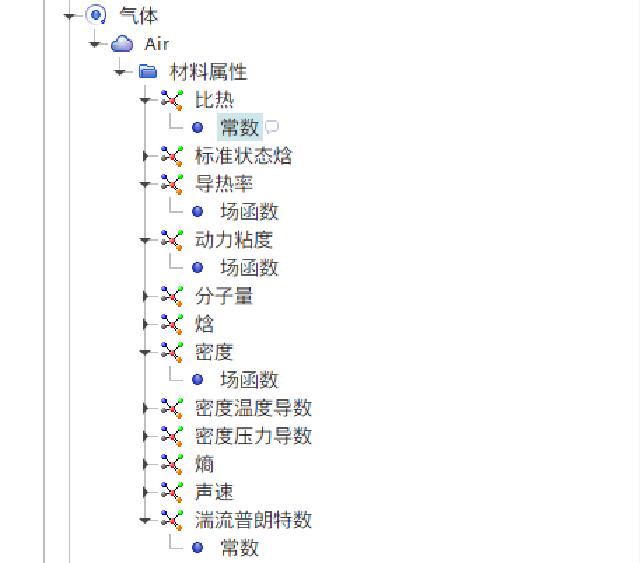 气体
Air
材料属性
比热
常数
标准状态焓
导热率
场函数
动力粘度
场函数
分子量
焓
密度
场函数
密度温度导数
密度压力导数
熵
声速
湍流普朗特数
常数